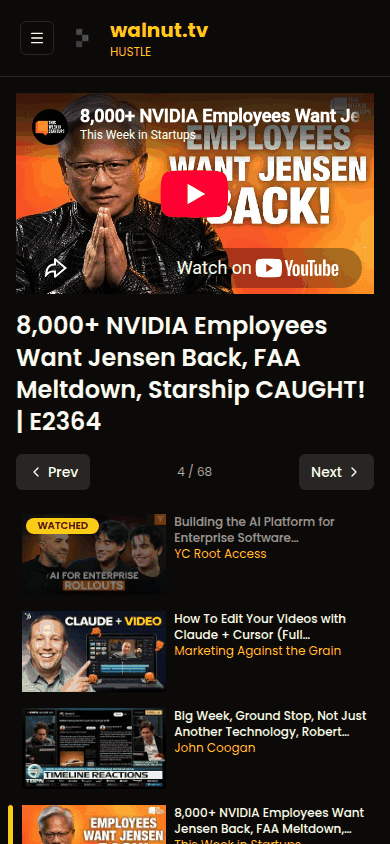 walnut.tv
HUSTLE
8,000+ NVIDIA Employees Want Je
This Week in Startups
EMPLOYEES
WANT JENSEN
BACK!
Watch on YouTube
8,000+ NVIDIA Employees
Want Jensen Back, FAA
Meltdown, Starship CAUGHT!
| E2364
Prev
4 / 68
Next
WATCHED
AI FOR ENTERPRISE
ROLLOUTS
Building the AI Platform for
Enterprise Software...
YC Root Access
CLAUDE + VIDEO
How To Edit Your Videos with
Claude + Cursor (Full...
Marketing Against the Grain
TBPN
TIMELINE REACTIONS
Big Week, Ground Stop, Not Just
Another Technology, Robert...
John Coogan
EMPLOYEES
WANT JENSEN
8,000+ NVIDIA Employees Want
Jensen Back, FAA Meltdown,...
This Week in Startups